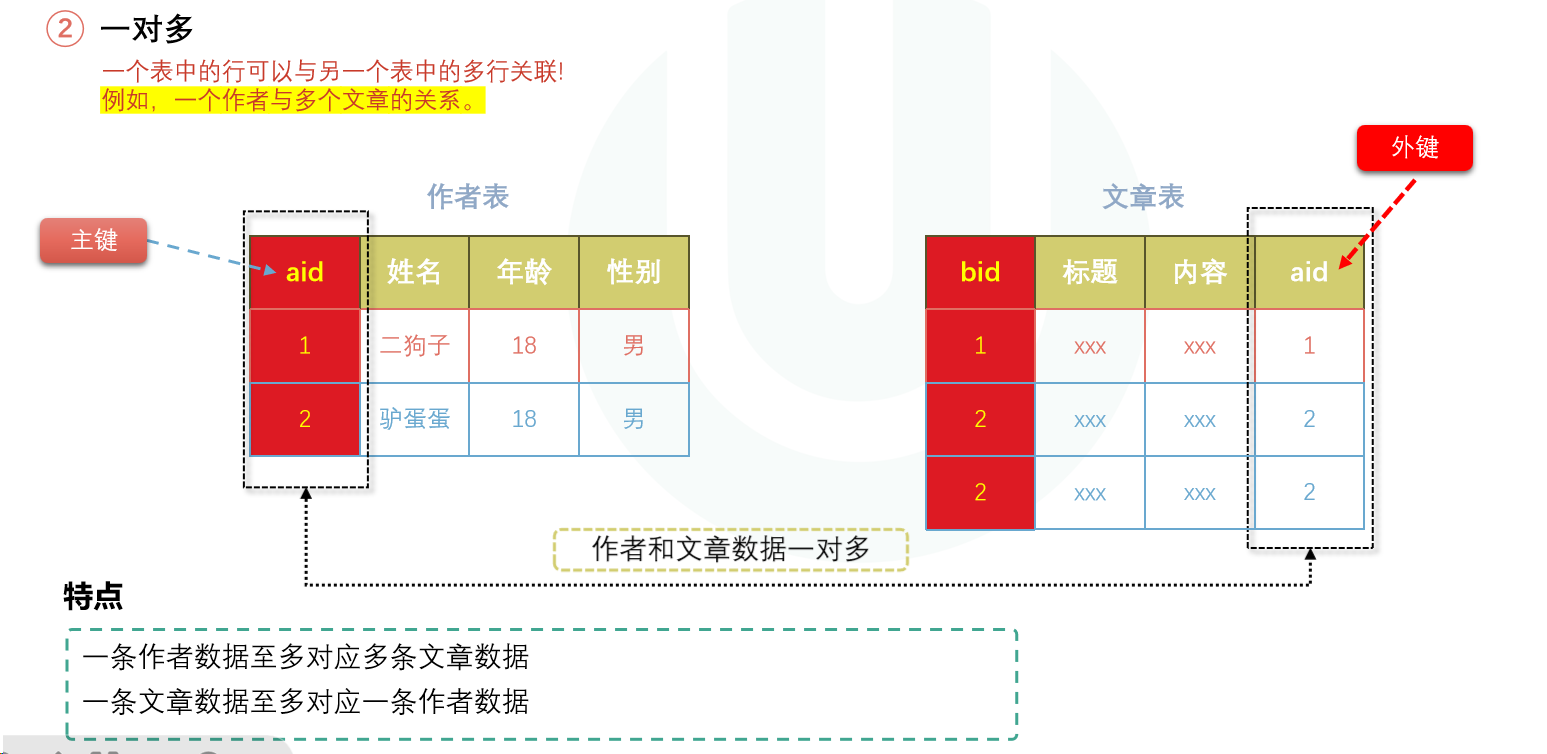 ② 一对多
一个表中的行可以与另一个表中的多行关联!
例如，一个作者与多个文章的关系。
外键
作者表
文章表
主键
aid 姓名 年龄 性别
1 二狗子 18 男
2 驴蛋蛋 18 男
bid 标题 内容 aid
1 xxx xxx 1
2 xxx xxx 2
2 xxx xxx 2
作者和文章数据一对多
特点
一条作者数据至多对应多条文章数据
一条文章数据至多对应一条作者数据